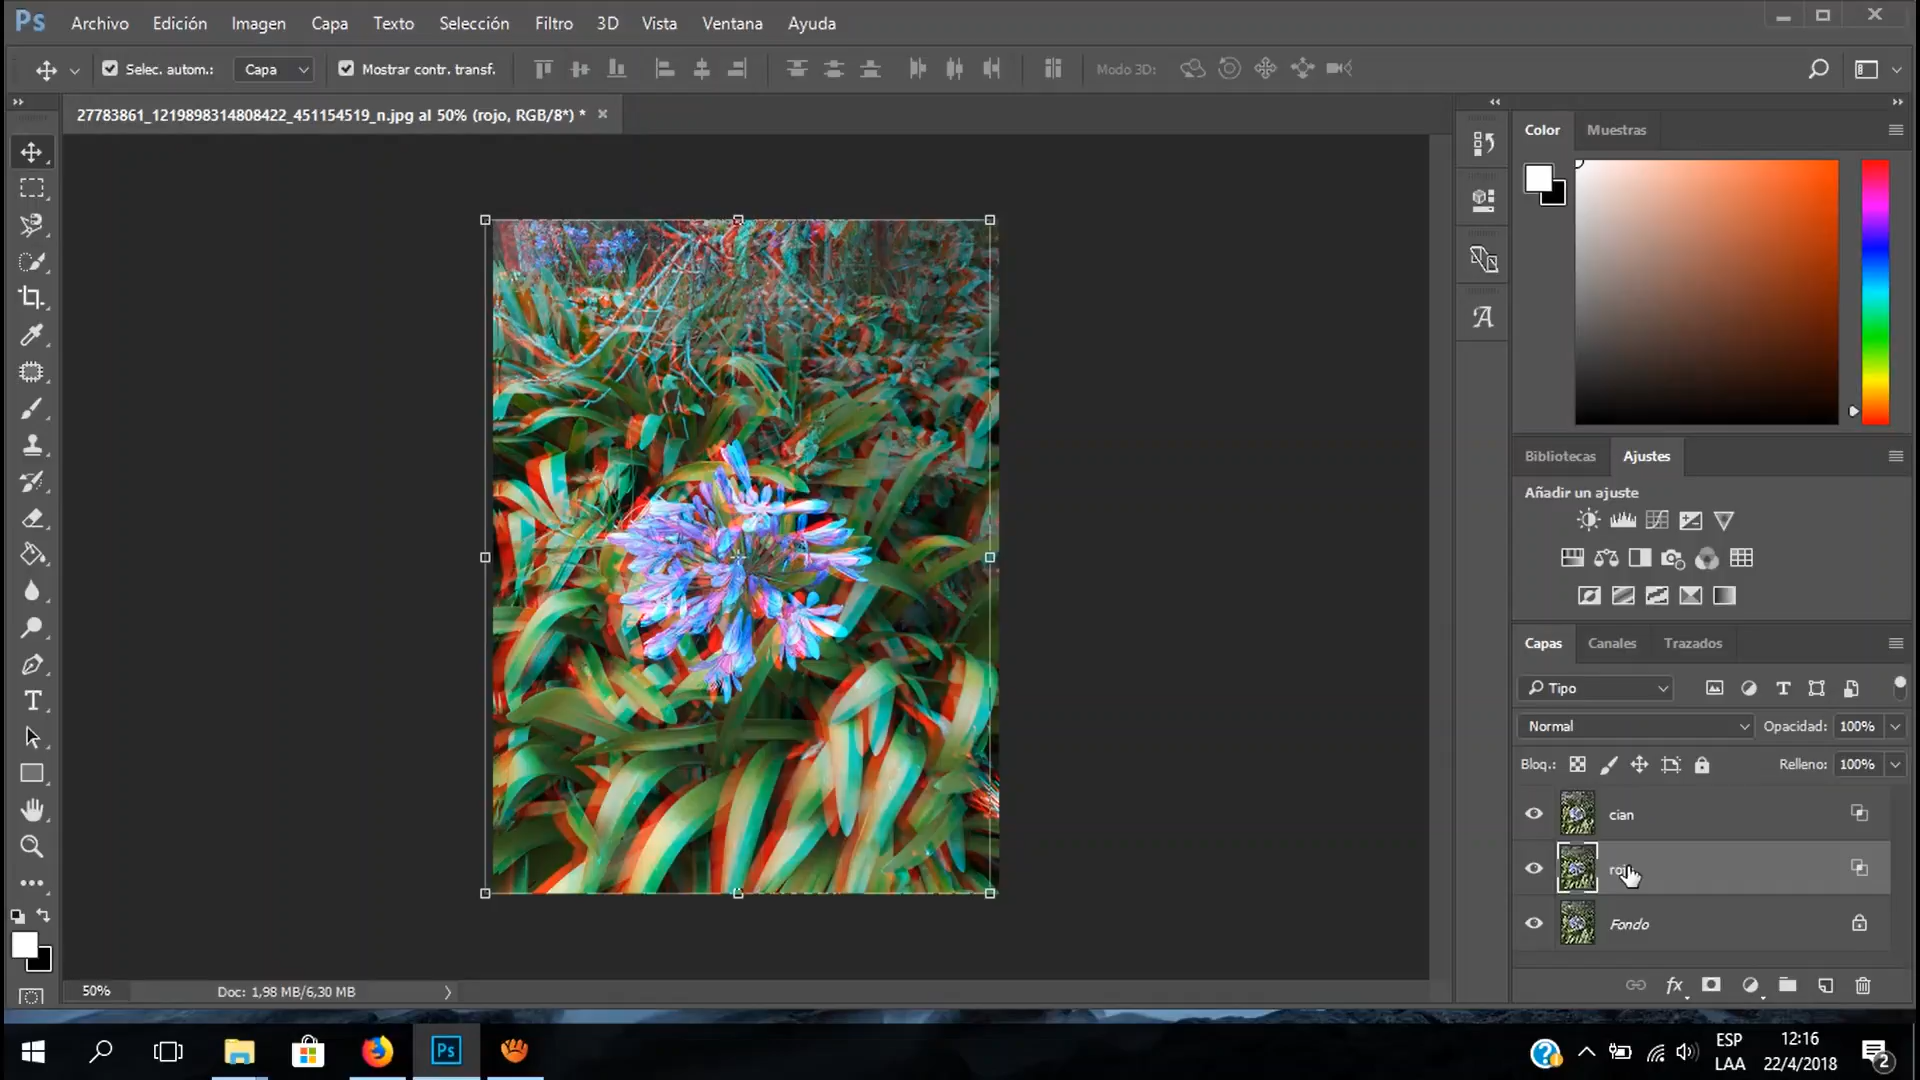 Ps Archivo Edición Imagen Capa Texto Selección Filtro 3D Vista Ventana Ayuda
Selec. autom.: Capa Mostrar contr. transf. Modo 3D:
27783861_1219898314808422_451154519_n.jpg al 50% (rojo, RGB/8*) *
Color Muestras
Bibliotecas Ajustes
Añadir un ajuste
Capas Canales Trazados
Tipo
Normal Opacidad: 100%
Bloq.: Relleno: 100%
cian
Fondo
50% Doc: 1,98 MB/6,30 MB
Ps
ESP 12:16
LAA 22/4/2018
2